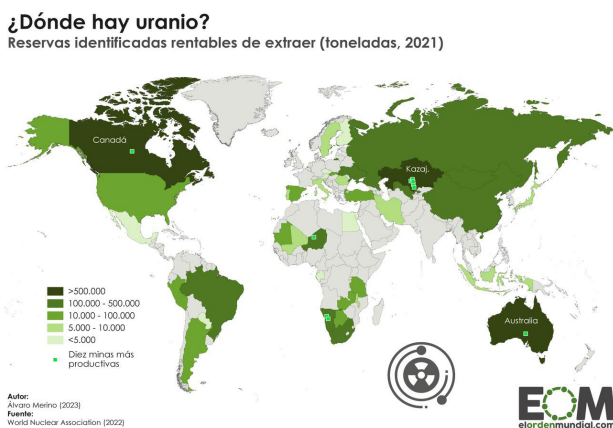 ¿Dónde hay uranio?
Reservas identificadas rentables de extraer (toneladas, 2021)
Canadá
Kazaj.
Australia
>500.000
100.000 - 500.000
10.000 - 100.000
5.000 - 10.000
<5.000
Diez minas más
productivas
Autor:
Álvaro Merino (2023)
Fuente:
World Nuclear Association (2022)
EOM
elordenmundial.com